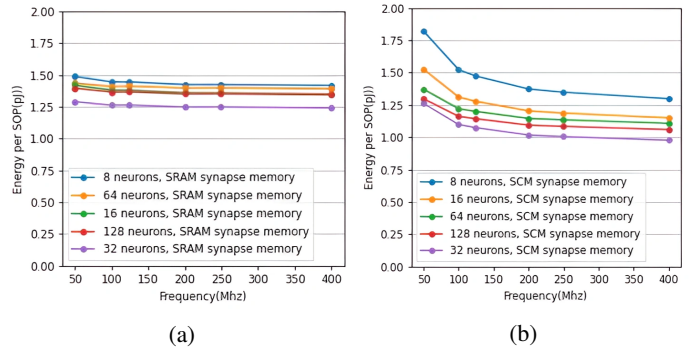 2.00
1.75
1.50
1.25
1.00
0.75
0.50
0.25
0.00
Energy per SOP(pJ))
8 neurons, SRAM synapse memory
64 neurons, SRAM synapse memory
16 neurons, SRAM synapse memory
128 neurons, SRAM synapse memory
32 neurons, SRAM synapse memory
50 100 150 200 250 300 350 400
Frequency(Mhz)
(a)
2.00
1.75
1.50
1.25
1.00
0.75
0.50
0.25
0.00
Energy per SOP(pJ))
8 neurons, SCM synapse memory
16 neurons, SCM synapse memory
64 neurons, SCM synapse memory
128 neurons, SCM synapse memory
32 neurons, SCM synapse memory
50 100 150 200 250 300 350 400
Frequency(Mhz)
(b)